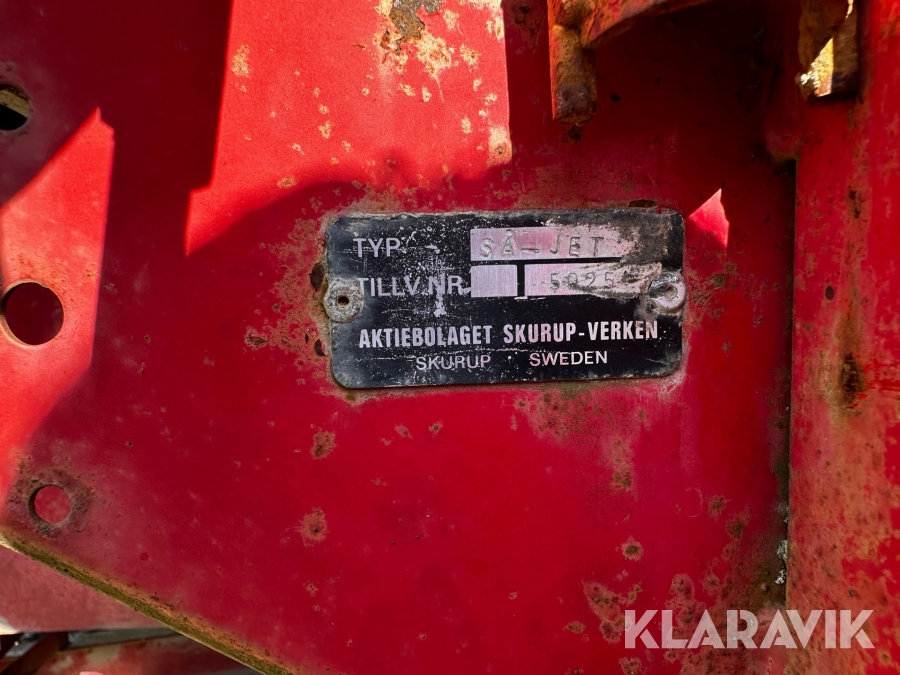 TYP SÅ-JET
TILLV.NR 5025
AKTIEBOLAGET SKURUP-VERKEN
SKURUP SWEDEN
KLARAVIK